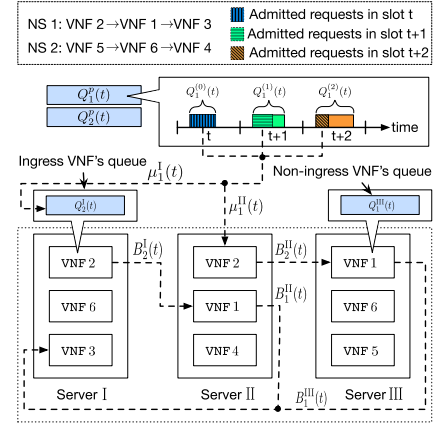 NS 1: VNF 2→VNF 1→VNF 3
NS 2: VNF 5→VNF 6→VNF 4
Admitted requests in slot t
Admitted requests in slot t+1
Admitted requests in slot t+2
Q_1^p(t)
Q_2^p(t)
Q_1^{(0)}(t)
Q_1^{(1)}(t)
Q_1^{(2)}(t)
t
t+1
t+2
time
Ingress VNF's queue
μ_1^I(t)
Non-ingress VNF's queue
Q_2^I(t)
μ_1^{II}(t)
Q_1^{III}(t)
VNF 2
B_2^I(t)
VNF 2
B_2^{II}(t)
VNF 1
VNF 6
VNF 1
B_1^{II}(t)
VNF 6
VNF 3
VNF 4
VNF 5
Server I
Server II
Server III
B_1^{III}(t)